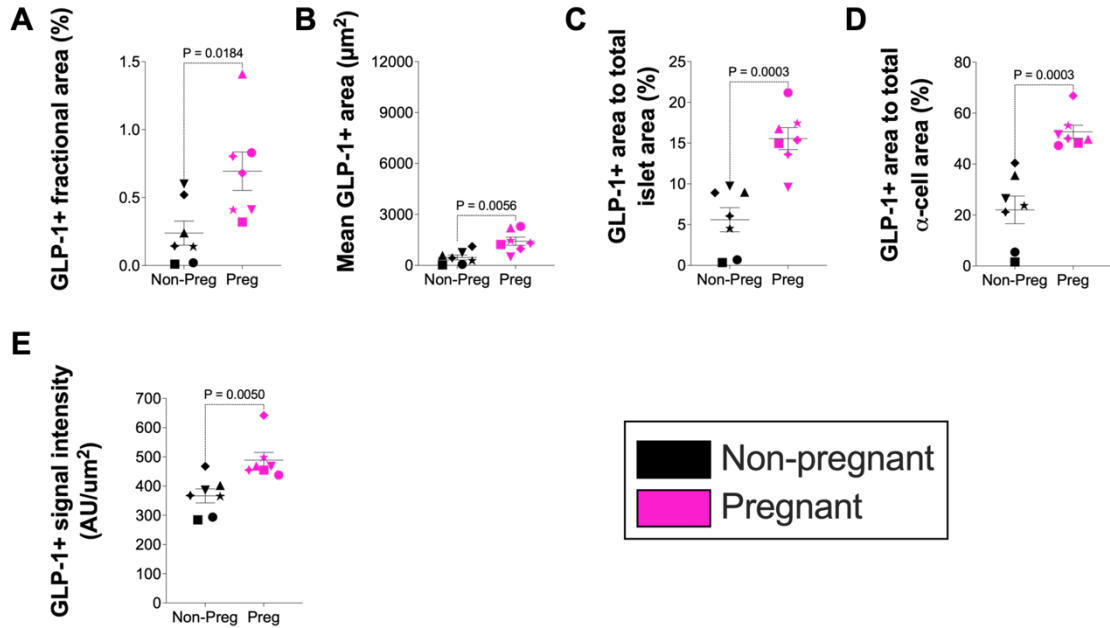 A
GLP-1+ fractional area (%)
P = 0.0184
1.5
1.0
0.5
0.0
Non-Preg Preg
B
Mean GLP-1+ area (μm²)
P = 0.0056
12000
9000
6000
3000
0
Non-Preg Preg
C
GLP-1+ area to total
islet area (%)
P = 0.0003
25
20
15
10
5
0
Non-Preg Preg
D
GLP-1+ area to total
α-cell area (%)
P = 0.0003
80
60
40
20
0
Non-Preg Preg
E
GLP-1+ signal intensity
(AU/um²)
P = 0.0050
700
600
500
400
300
200
100
0
Non-Preg Preg
Non-pregnant
Pregnant